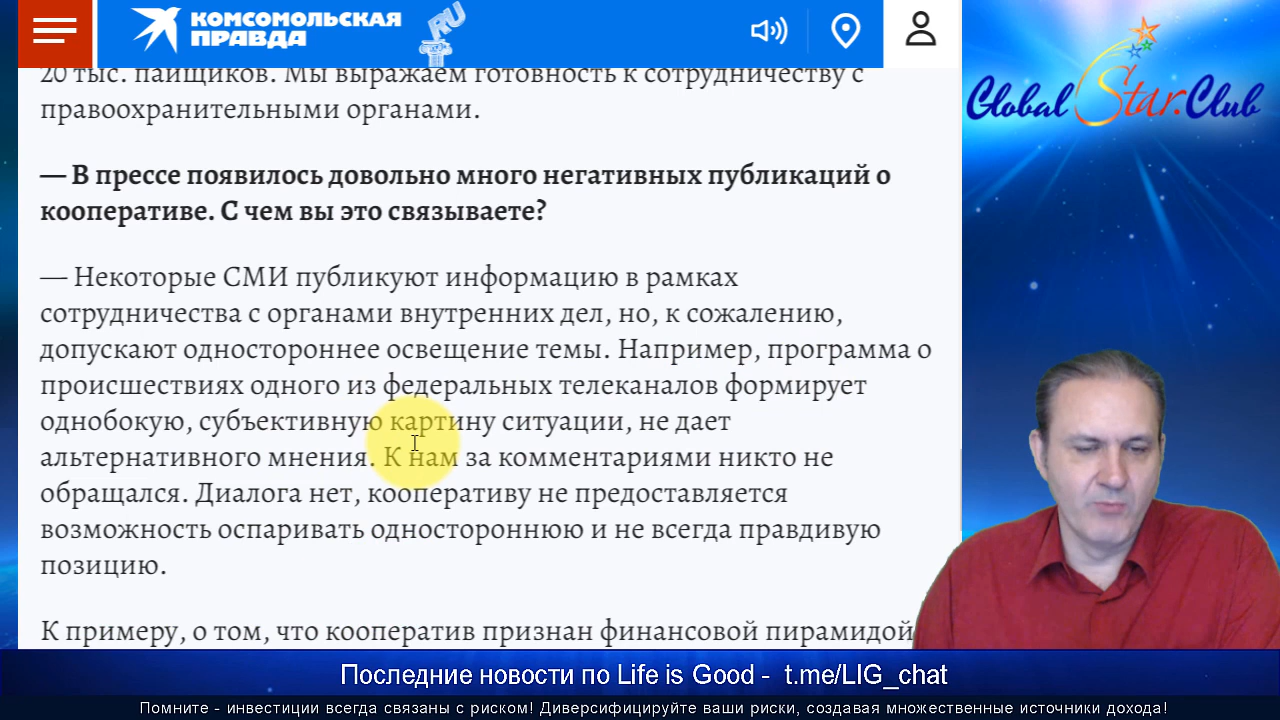 КОМСОМОЛЬСКАЯ
ПРАВДА
.RU
20 тыс. пайщиков. Мы выражаем готовность к сотрудничеству с
правоохранительными органами.
— В прессе появилось довольно много негативных публикаций о
кооперативе. С чем вы это связываете?
— Некоторые СМИ публикуют информацию в рамках
сотрудничества с органами внутренних дел, но, к сожалению,
допускают одностороннее освещение темы. Например, программа о
происшествиях одного из федеральных телеканалов формирует
однобокую, субъективную картину ситуации, не дает
альтернативного мнения. К нам за комментариями никто не
обращался. Диалога нет, кооперативу не предоставляется
возможность оспаривать одностороннюю и не всегда правдивую
позицию.
К примеру, о том, что кооператив признан финансовой пирамидой
Global Star.Club
Последние новости по Life is Good - t.me/LIG_chat
Помните - инвестиции всегда связаны с риском! Диверсифицируйте ваши риски, создавая множественные источники дохода!